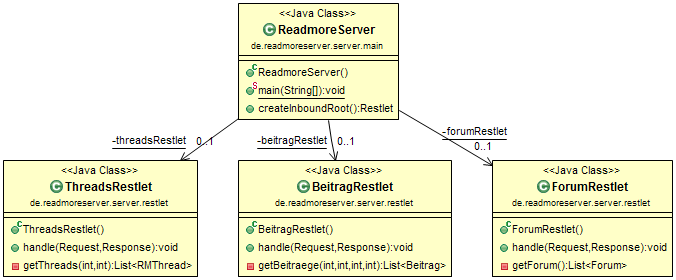 <<Java Class>>
ReadmoreServer
de.readmoreserver.server.main
ReadmoreServer()
main(String[]):void
createInboundRoot():Restlet
-threadsRestlet 0..1
-beitragRestlet 0..1
-forumRestlet
0..1
<<Java Class>>
ThreadsRestlet
de.readmoreserver.server.restlet
ThreadsRestlet()
handle(Request,Response):void
getThreads(int,int):List<RMThread>
<<Java Class>>
BeitragRestlet
de.readmoreserver.server.restlet
BeitragRestlet()
handle(Request,Response):void
getBeitraege(int,int,int,int):List<Beitrag>
<<Java Class>>
ForumRestlet
de.readmoreserver.server.restlet
ForumRestlet()
handle(Request,Response):void
getForum():List<Forum>